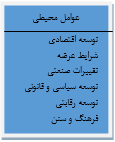 عوامل محیطی
توسعه اقتصادی
شرایط عرضه
تغییرات صنعتی
توسعه سیاسی و قانونی
توسعه رقابتی
فرهنگ و سنن